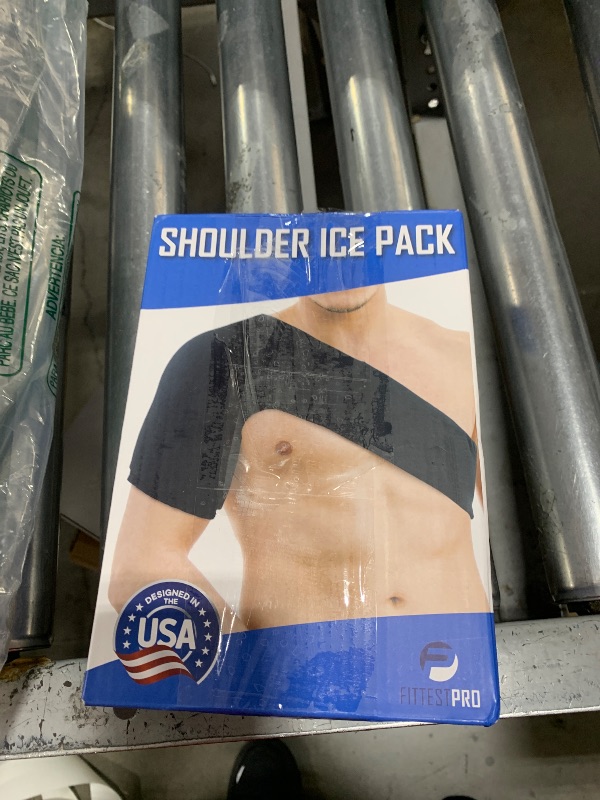 SHOULDER ICE PACK
DESIGNED IN
THE
USA
FITTESTPRO
ADVERTENCIA: